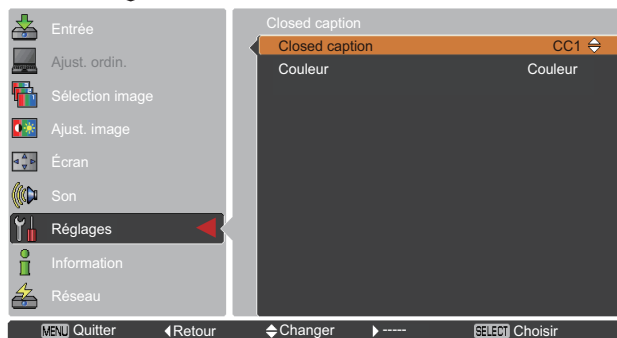 Closed caption
Entrée
Closed caption CC1
Ajust. ordin.
Couleur Couleur
Sélection image
Ajust. image
Écran
Son
Réglages
Information
Réseau
MENU Quitter Retour Changer ----- SELECT Choisir